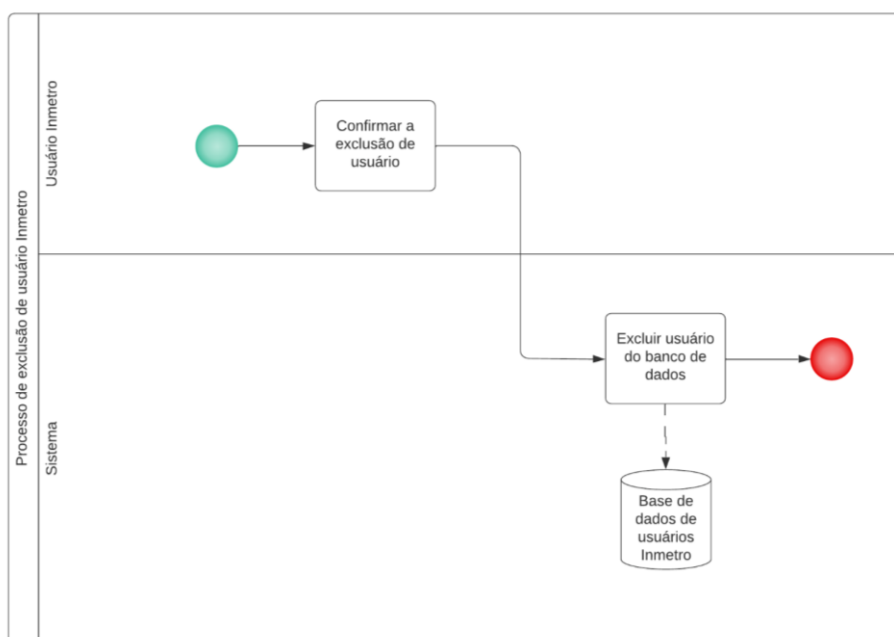 Processo de exclusão de usuário Inmetro
Usuário Inmetro
Confirmar a
exclusão de
usuário
Sistema
Excluir usuário
do banco de
dados
Base de
dados de
usuários
Inmetro